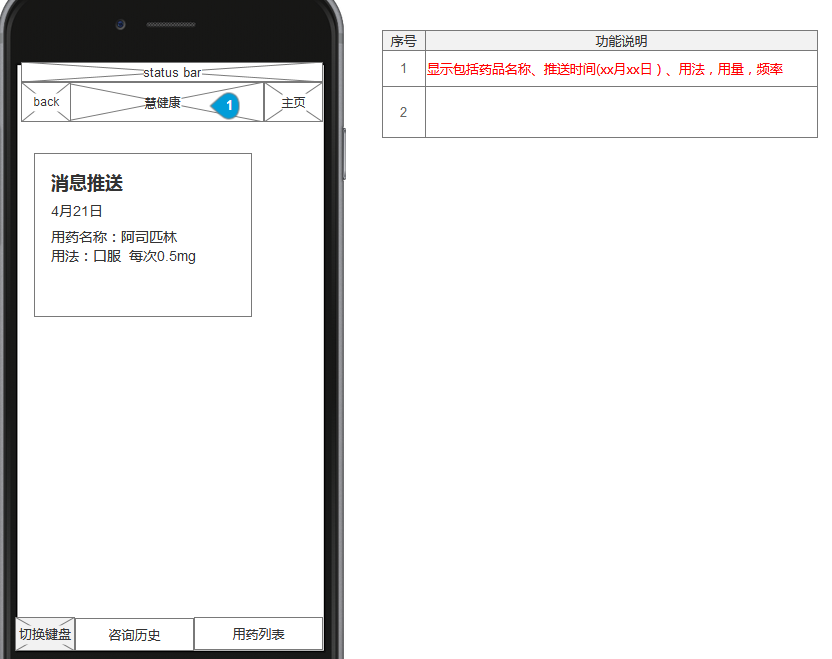 status bar
back
慧健康
1
主页
消息推送
4月21日
用药名称：阿司匹林
用法：口服 每次0.5mg
切换键盘
咨询历史
用药列表
序号 功能说明
1 显示包括药品名称、推送时间(xx月xx日）、用法，用量，频率
2